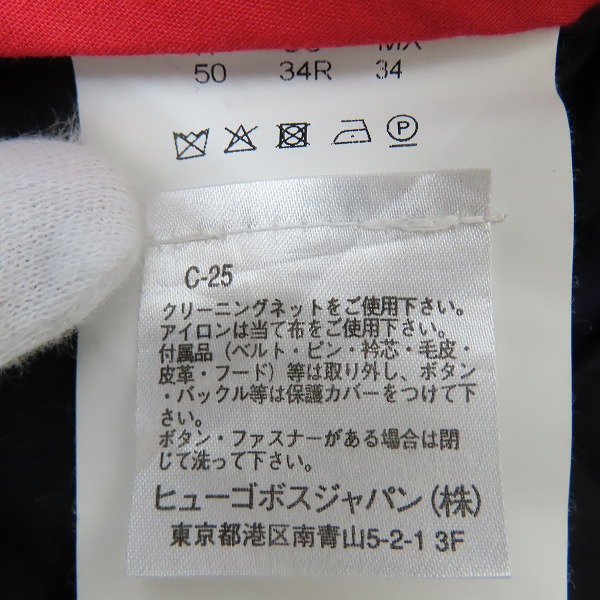 50 34R 34
P
C-25
クリーニングネットをご使用下さい。
アイロンは当て布をご使用下さい。
付属品（ベルト・ピン・衿芯・毛皮・
皮革・フード）等は取り外し、ボタン
・バックル等は保護カバーをつけて下
さい。
ボタン・ファスナーがある場合は閉
じて洗って下さい。
ヒューゴボスジャパン(株)
東京都港区南青山5-2-1 3F